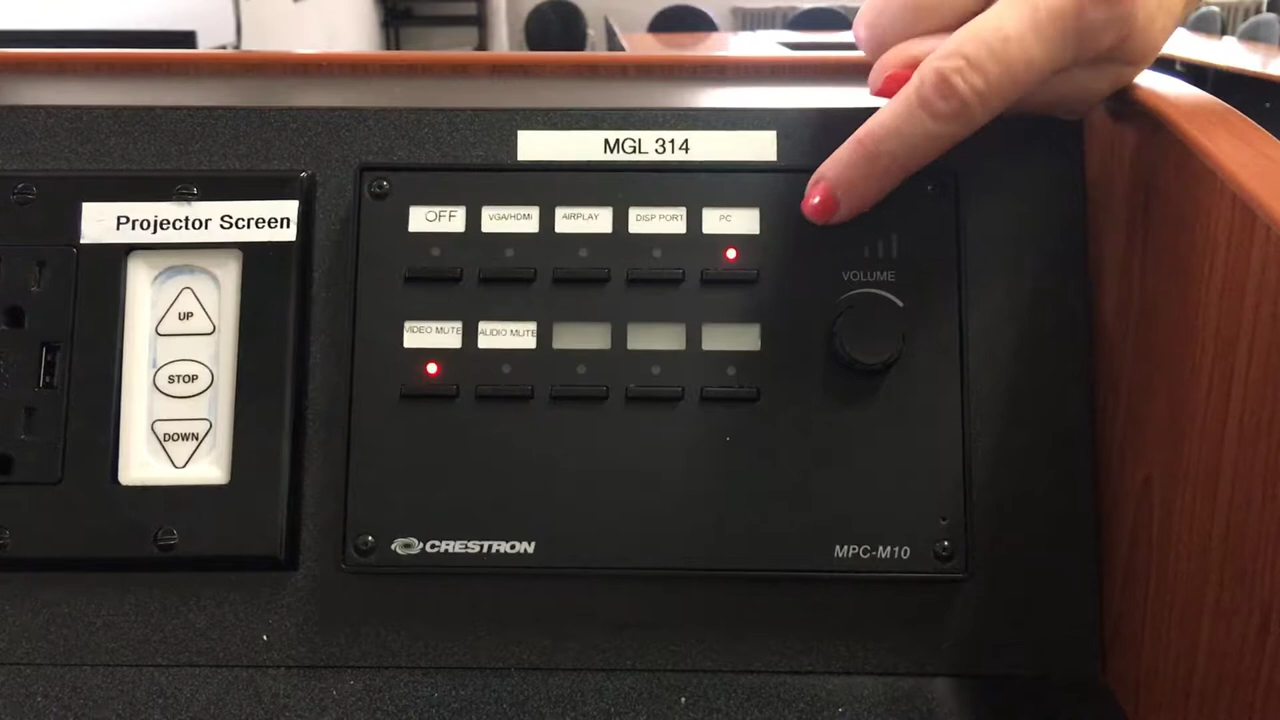 MGL 314
Projector Screen
OFF
VGA/HDMI
AIRPLAY
DISP PORT
PC
UP
STOP
DOWN
VOLUME
VIDEO MUTE
AUDIO MUTE
CRESTRON
MPC-M10